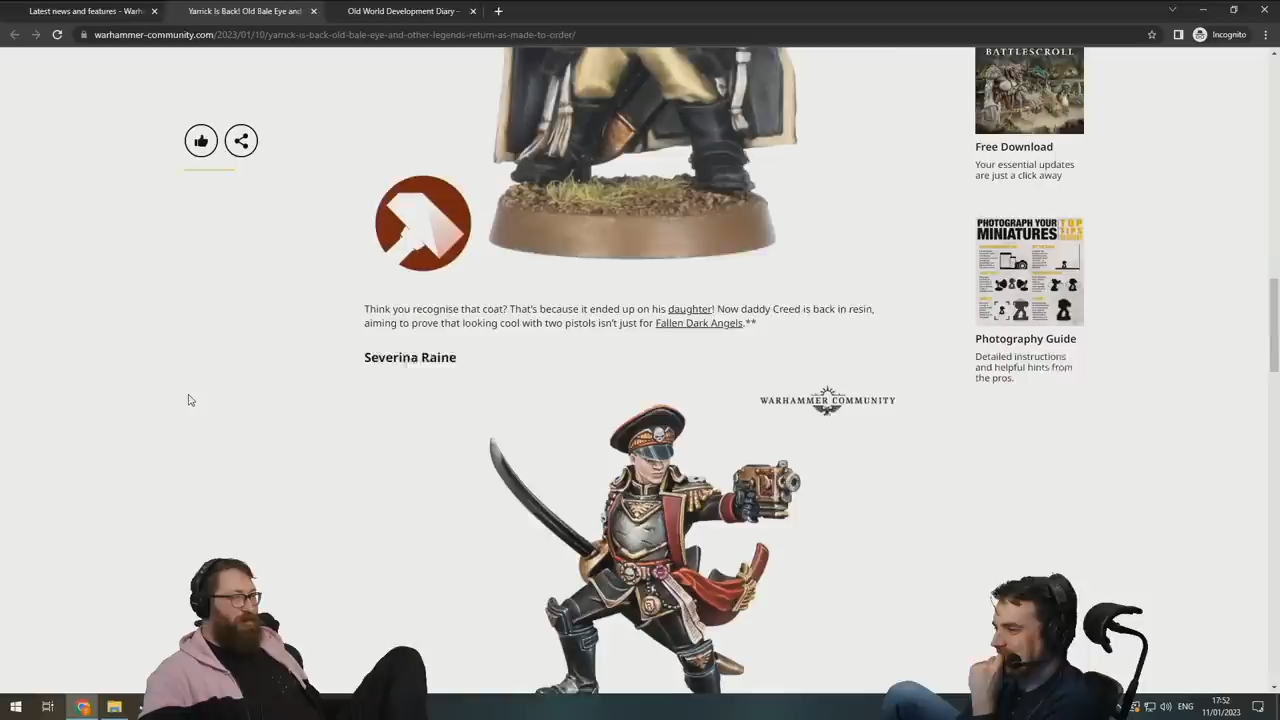 Latest news and features - Warh
Yarrick Is Back! Old Bale Eye and
Old World Development Diary –
warhammer-community.com/2023/01/10/yarrick-is-back-old-bale-eye-and-other-legends-return-as-made-to-order/
Incognito
BATTLESCROLL
Free Download
Your essential updates
are just a click away
PHOTOGRAPH YOUR
MINIATURES
TOP
TIPS
Think you recognise that coat? That's because it ended up on his daughter! Now daddy Creed is back in resin,
aiming to prove that looking cool with two pistols isn't just for Fallen Dark Angels.**
Photography Guide
Detailed instructions
and helpful hints from
the pros.
Severina Raine
WARHAMMER COMMUNITY
ENG
17:52
11/01/2023